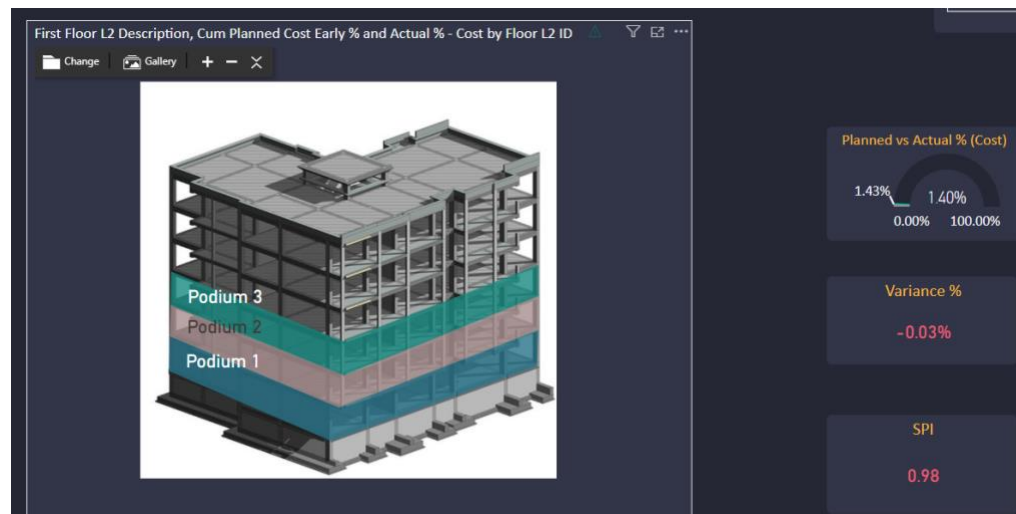 First Floor L2 Description, Cum Planned Cost Early % and Actual % - Cost by Floor L2 ID
Change
Gallery
Podium 3
Podium 2
Podium 1
Planned vs Actual % (Cost)
1.43%
1.40%
0.00% 100.00%
Variance %
-0.03%
SPI
0.98